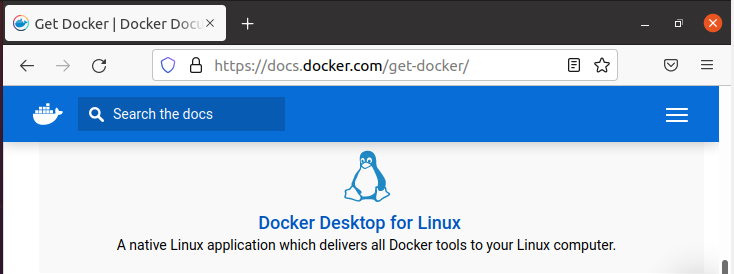 Get Docker | Docker Docu
https://docs.docker.com/get-docker/
Search the docs
Docker Desktop for Linux
A native Linux application which delivers all Docker tools to your Linux computer.